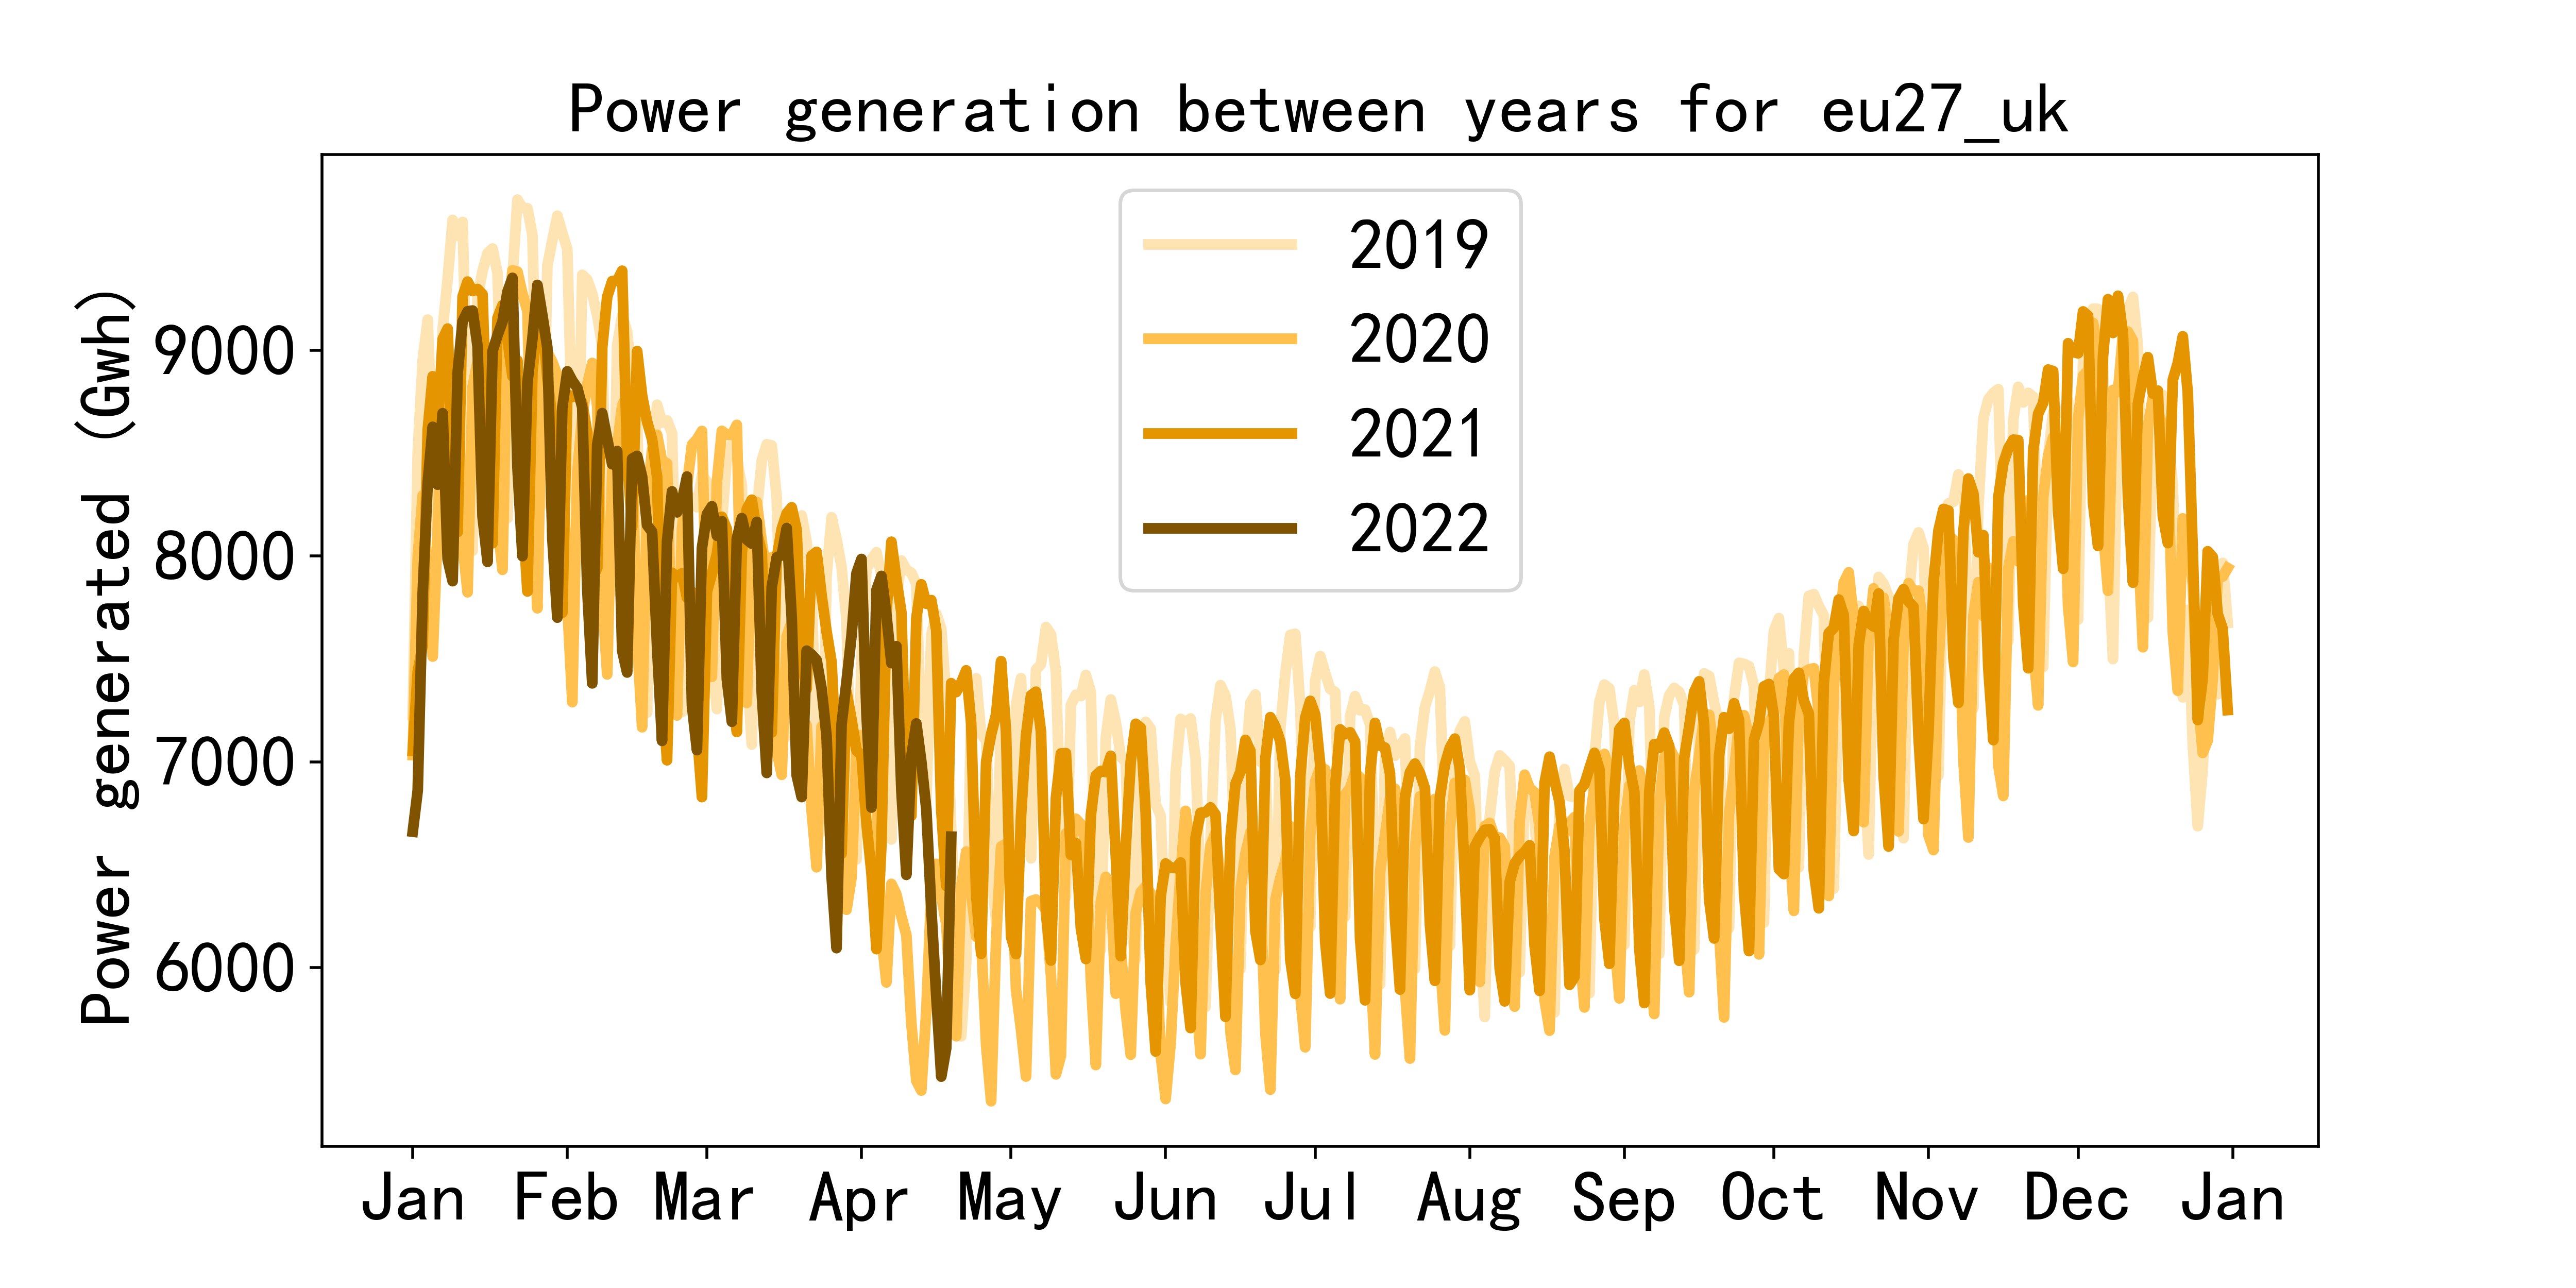 Power generation between years for eu27_uk
Power generated (Gwh)
9000
8000
7000
6000
2019
2020
2021
2022
Jan Feb Mar Apr May Jun Jul Aug Sep Oct Nov Dec Jan